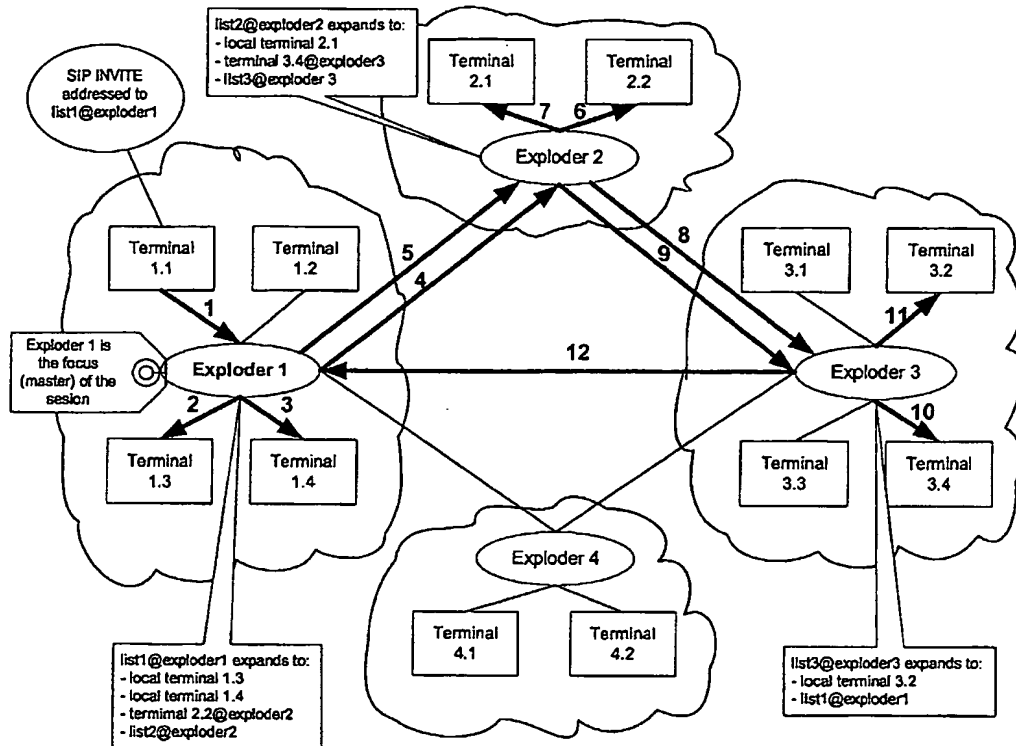 list2@exploder2 expands to:
- local terminal 2.1
- terminal 3.4@exploder3
- list3@exploder 3
Terminal
2.1
Terminal
2.2
7
6
Exploder 2
SIP INVITE
addressed to
list1@exploder1
Terminal
1.1
Terminal
1.2
1
5
4
8
9
Terminal
3.1
Terminal
3.2
11
Exploder 1 is
the focus
(master) of the
sesion
Exploder 1
12
Exploder 3
2
3
10
Terminal
1.3
Terminal
1.4
Terminal
3.3
Terminal
3.4
Exploder 4
Terminal
4.1
Terminal
4.2
list1@exploder1 expands to:
- local terminal 1.3
- local terminal 1.4
- termimal 2.2@exploder2
- list2@exploder2
list3@exploder3 expands to:
- local terminal 3.2
- list1@exploder1